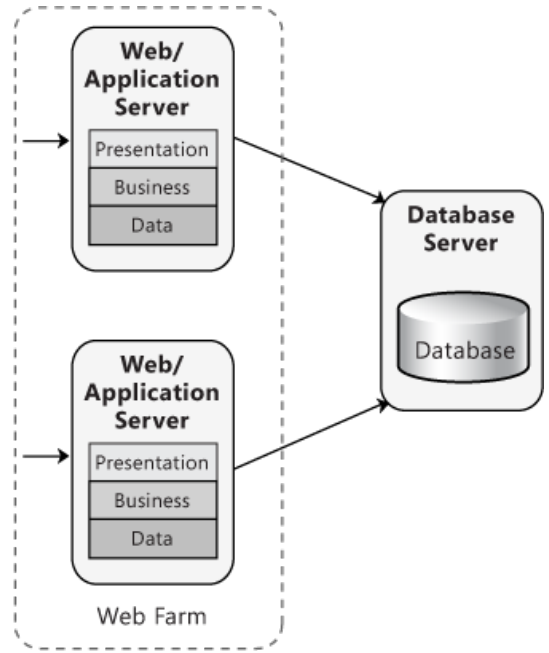 Web/
Application
Server
Presentation
Business
Data
Database
Server
Database
Web/
Application
Server
Presentation
Business
Data
Web Farm